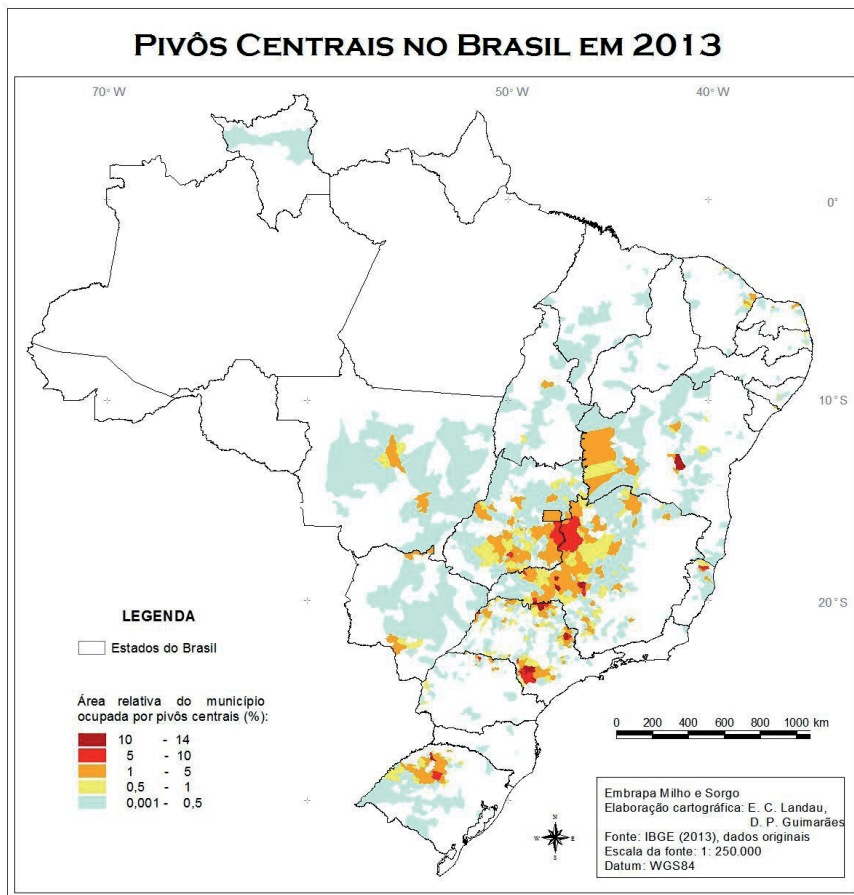 PIVÔS CENTRAIS NO BRASIL EM 2013
70° W
50° W
40° W
0°
10° S
20° S
LEGENDA
Estados do Brasil
Área relativa do município
ocupada por pivôs centrais (%):
10 - 14
5 - 10
1 - 5
0,5 - 1
0,001 - 0,5
0 200 400 600 800 1000 km
N
W E
S
Embrapa Milho e Sorgo
Elaboração cartográfica: E. C. Landau,
D. P. Guimarães
Fonte: IBGE (2013), dados originais
Escala da fonte: 1: 250.000
Datum: WGS84